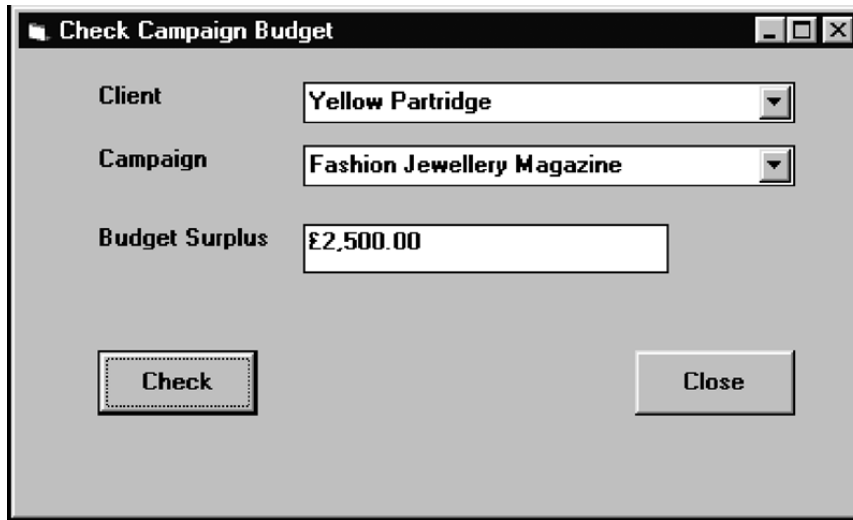 Check Campaign Budget
Client
Yellow Partridge
Campaign
Fashion Jewellery Magazine
Budget Surplus
£2,500.00
Check
Close